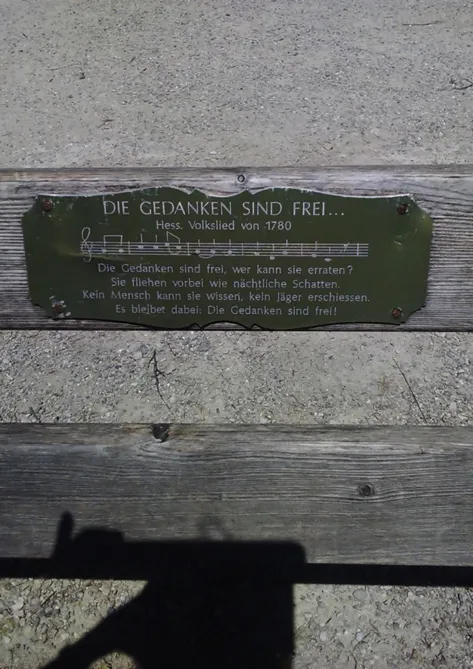 DIE GEDANKEN SIND FREI...
Hess. Volkslied von 1780
Die Gedanken sind frei, wer kann sie erraten?
Sie fliehen vorbei wie nächtliche Schatten.
Kein Mensch kann sie wissen, kein Jäger erschiessen.
Es bleibet dabei: Die Gedanken sind frei!